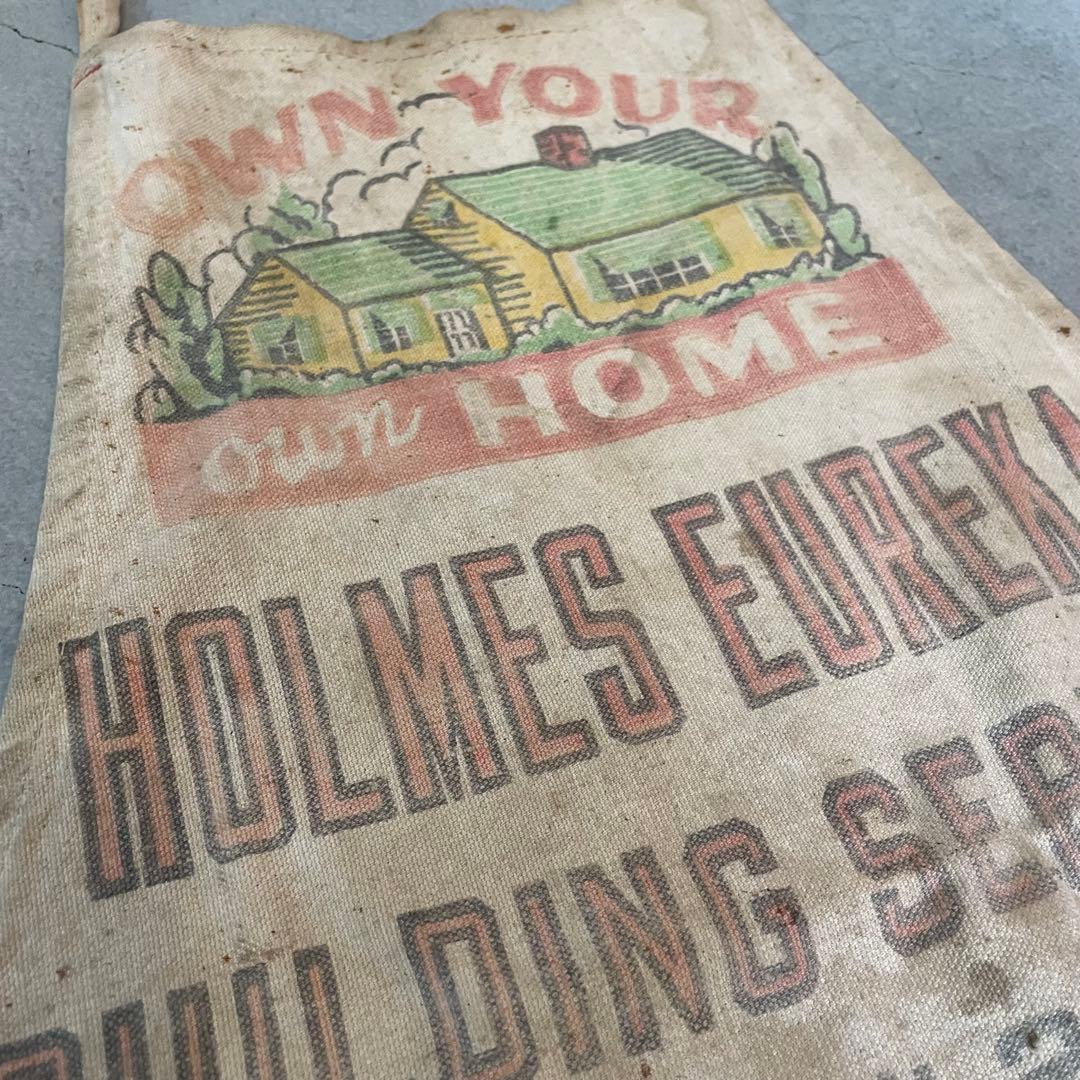 OWN YOUR
own HOME
HOLMES EUREKA
BUILDING SER